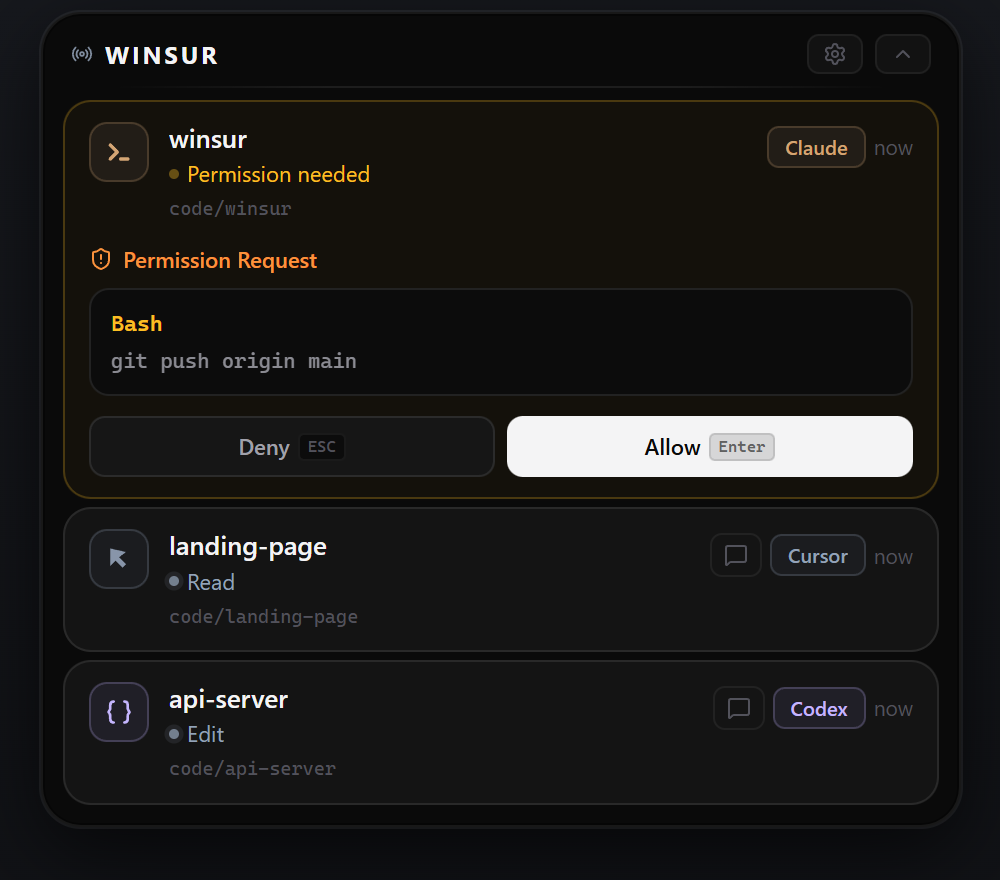 WINSUR
winsur
Claude now
Permission needed
code/winsur
Permission Request
Bash
git push origin main
Deny ESC Allow Enter
landing-page
Cursor now
Read
code/landing-page
api-server
Codex now
Edit
code/api-server